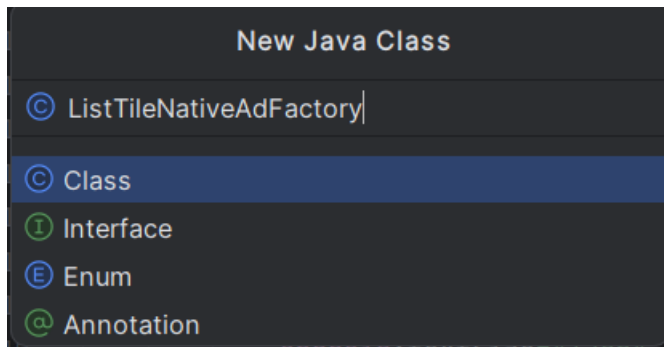 New Java Class
C ListTileNativeAdFactory
C Class
I Interface
E Enum
@ Annotation